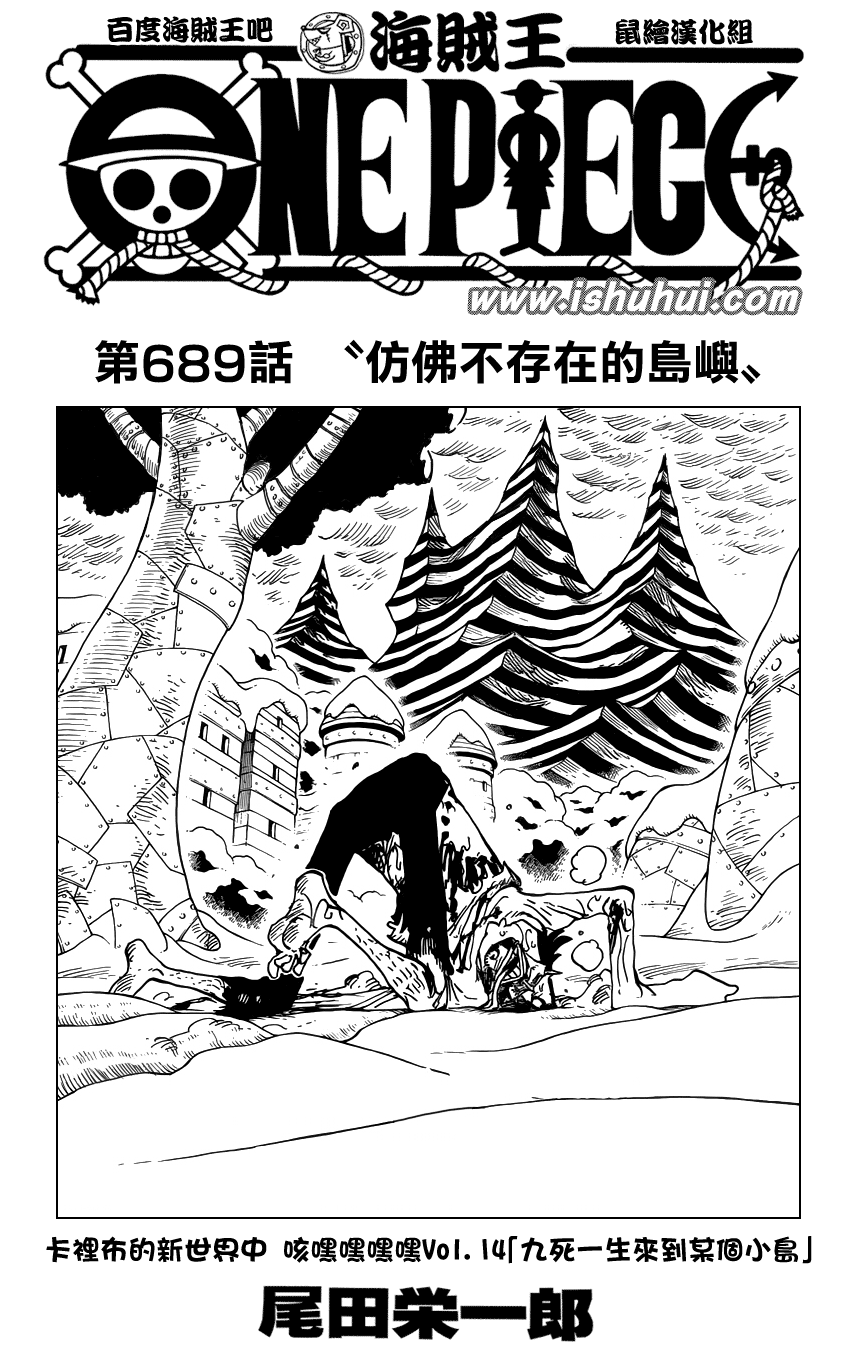 百度海賊王吧
海賊王
鼠繪漢化組
ONE PIECE
www.ishuhui.com
第689話 〝仿佛不存在的島嶼〟
卡裡布的新世界中 咳嘿嘿嘿嘿Vol.14「九死一生來到某個小島」
尾田栄一郎